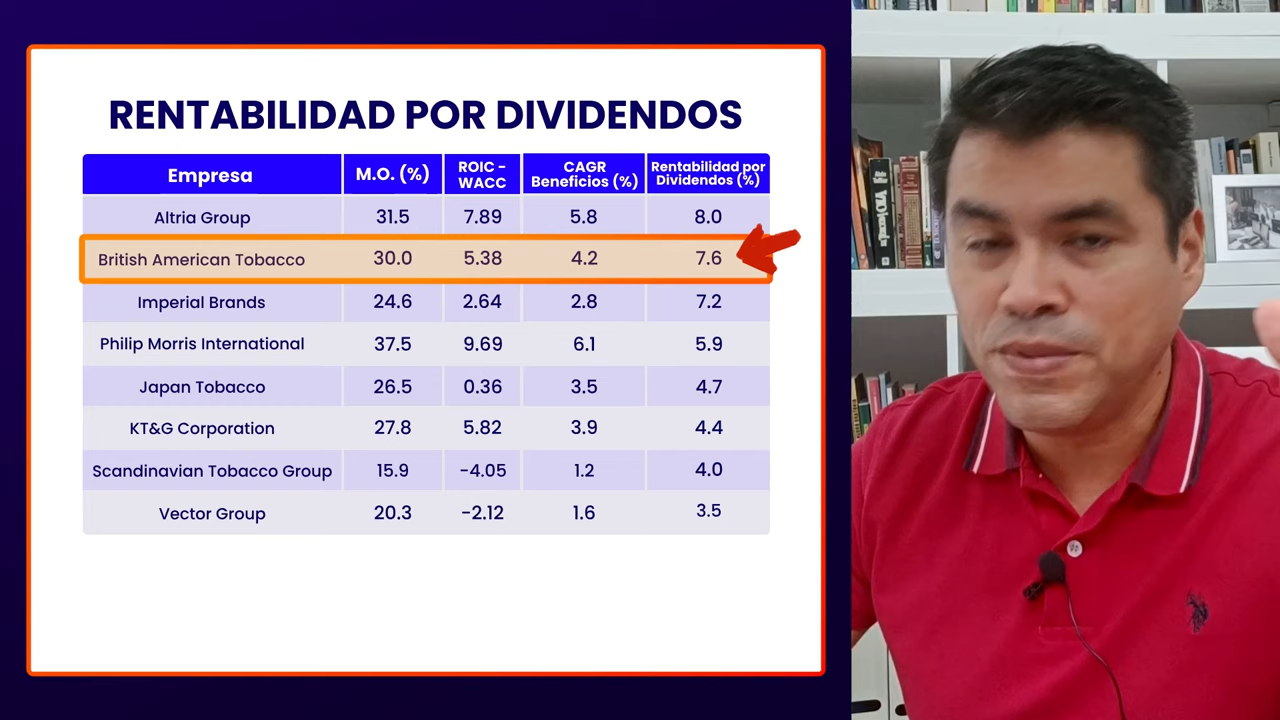 RENTABILIDAD POR DIVIDENDOS
Empresa M.O. (%) ROIC - WACC CAGR Beneficios (%) Rentabilidad por Dividendos (%)
Altria Group 31.5 7.89 5.8 8.0
British American Tobacco 30.0 5.38 4.2 7.6
Imperial Brands 24.6 2.64 2.8 7.2
Philip Morris International 37.5 9.69 6.1 5.9
Japan Tobacco 26.5 0.36 3.5 4.7
KT&G Corporation 27.8 5.82 3.9 4.4
Scandinavian Tobacco Group 15.9 -4.05 1.2 4.0
Vector Group 20.3 -2.12 1.6 3.5